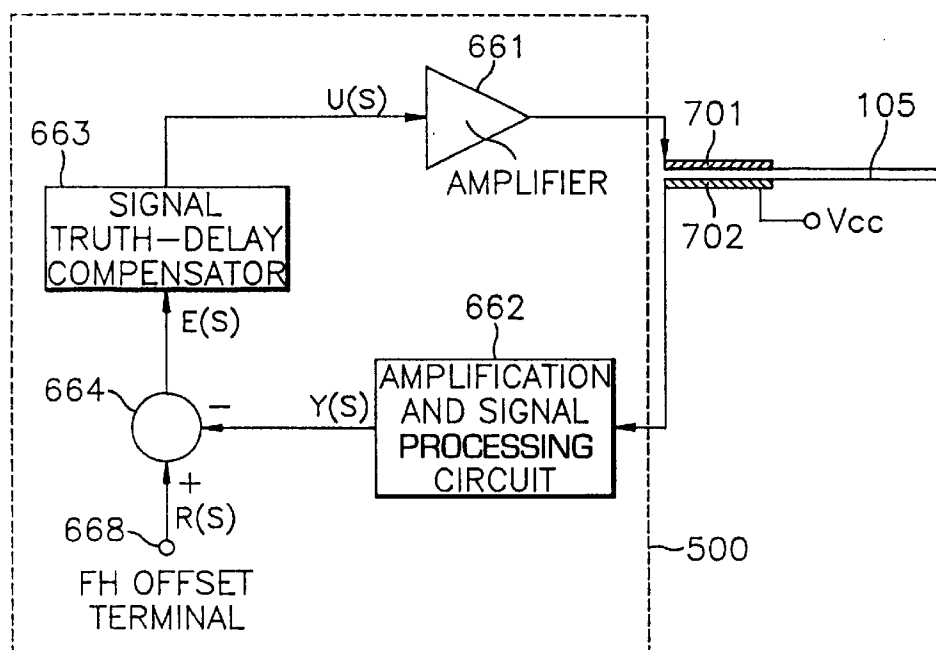 661
U(S)
701
105
663
AMPLIFIER
SIGNAL
TRUTH-DELAY
COMPENSATOR
702
Vcc
E(S)
662
664
-
Y(S)
AMPLIFICATION
AND SIGNAL
PROCESSING
CIRCUIT
+
R(S)
668
500
FH OFFSET
TERMINAL